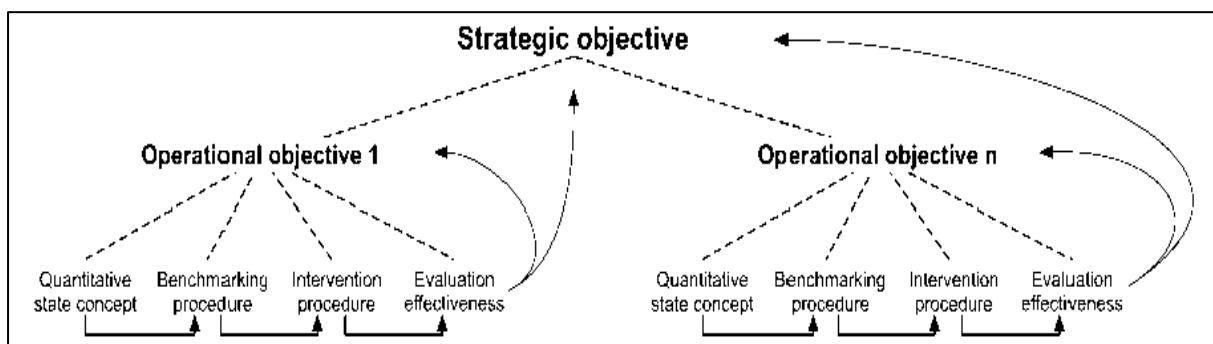 Strategic objective
Operational objective 1
Operational objective n
Quantitative
state concept
Benchmarking
procedure
Intervention
procedure
Evaluation
effectiveness
Quantitative
state concept
Benchmarking
procedure
Intervention
procedure
Evaluation
effectiveness